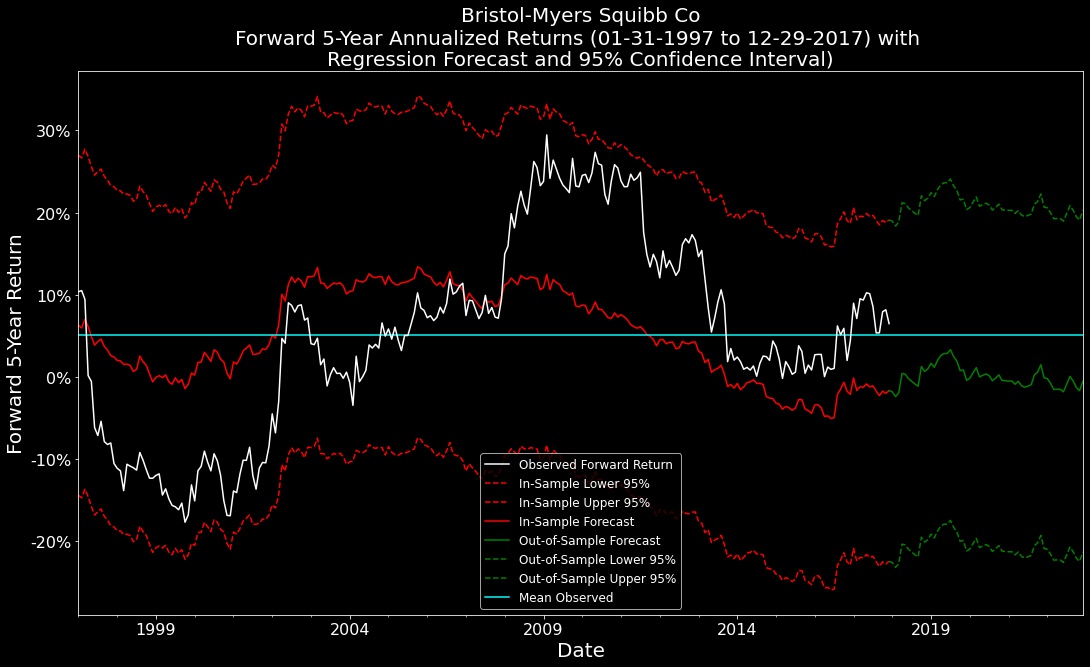 Bristol-Myers Squibb Co
Forward 5-Year Annualized Returns (01-31-1997 to 12-29-2017) with
Regression Forecast and 95% Confidence Interval)
Forward 5-Year Return
30%
20%
10%
0%
-10%
-20%
Observed Forward Return
In-Sample Lower 95%
In-Sample Upper 95%
In-Sample Forecast
Out-of-Sample Forecast
Out-of-Sample Lower 95%
Out-of-Sample Upper 95%
Mean Observed
1999
2004
2009
2014
2019
Date